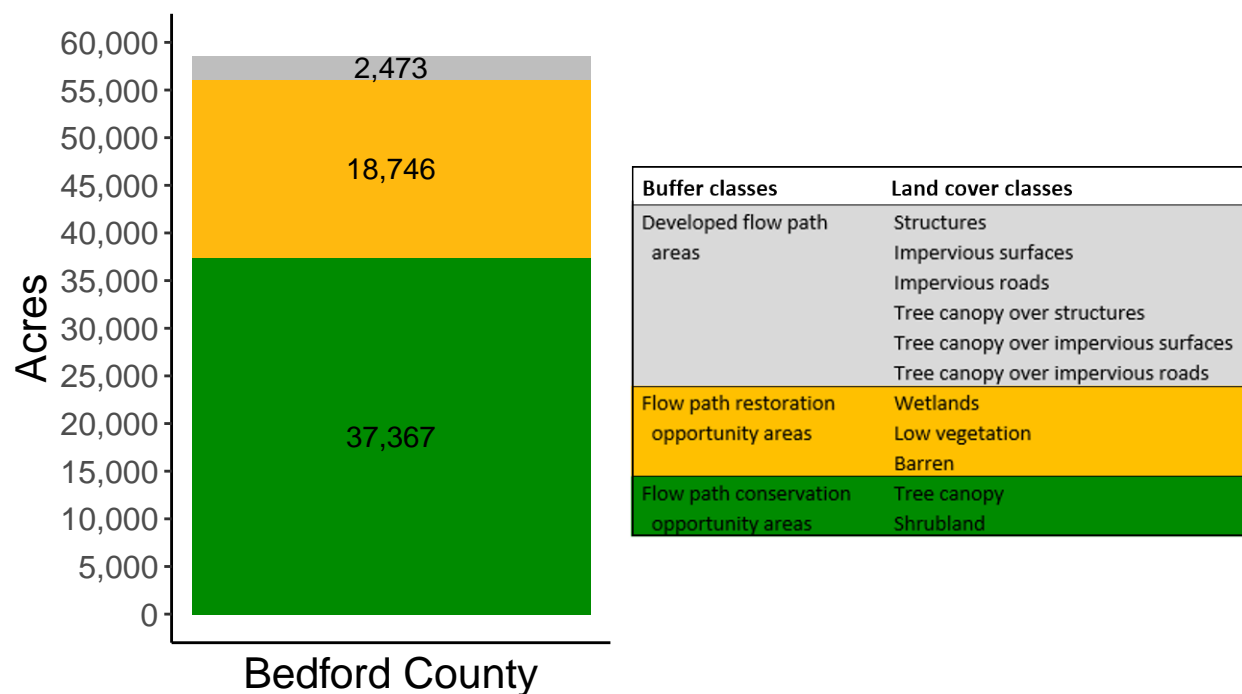 60,000
55,000
50,000
45,000
40,000
35,000
30,000
25,000
20,000
15,000
10,000
5,000
0
Acres
2,473
18,746
37,367
Bedford County
Buffer classes Land cover classes
Developed flow path Structures
areas Impervious surfaces
Impervious roads
Tree canopy over structures
Tree canopy over impervious surfaces
Tree canopy over impervious roads
Flow path restoration Wetlands
opportunity areas Low vegetation
Barren
Flow path conservation Tree canopy
opportunity areas Shrubland